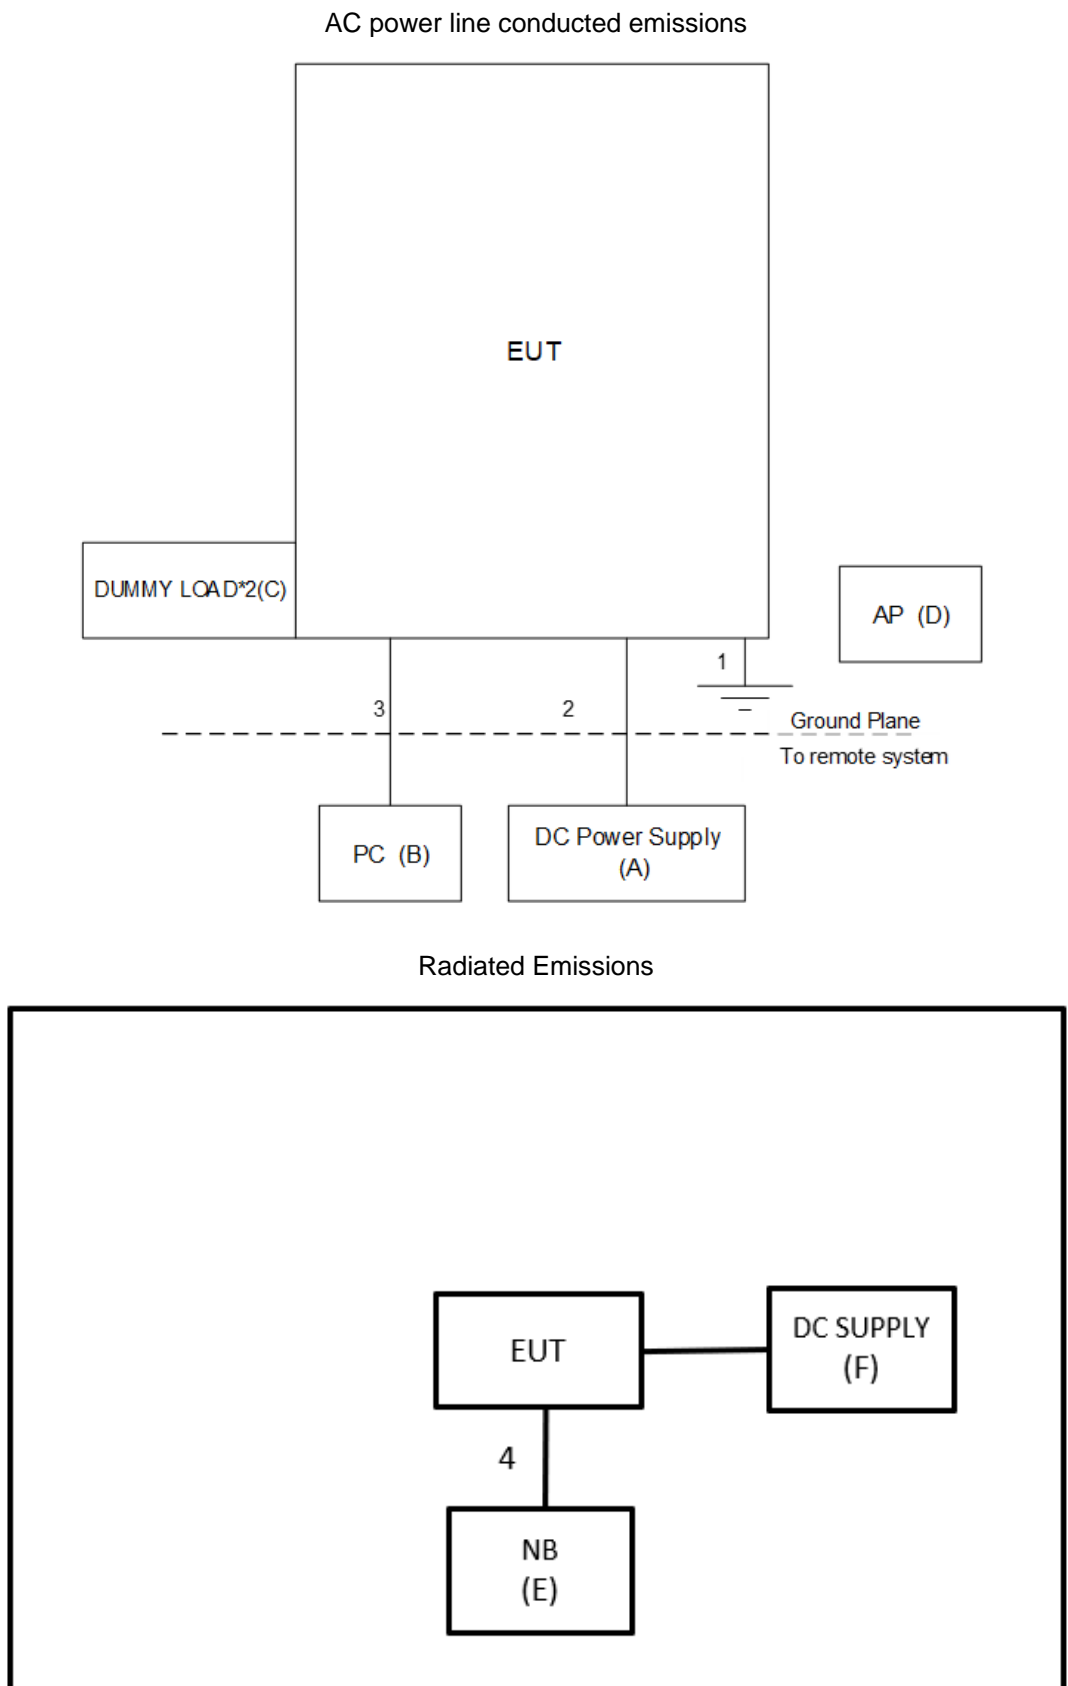 AC power line conducted emissions
EUT
DUMMY LOAD*2(C)
AP (D)
1
3
2
Ground Plane
To remote system
PC (B)
DC Power Supply
(A)
Radiated Emissions
EUT
DC SUPPLY
(F)
4
NB
(E)